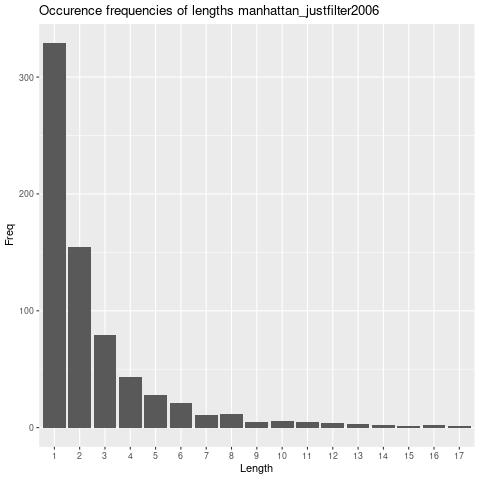 Occurence frequencies of lengths manhattan_justfilter2006
300
200
100
0
Freq
1 2 3 4 5 6 7 8 9 10 11 12 13 14 15 16 17
Length